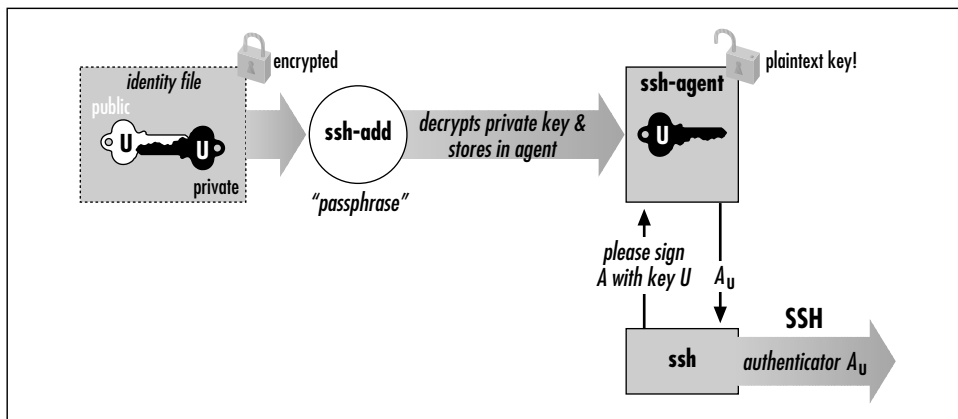 encrypted
identity file
public
U
U
private
ssh-add
"passphrase"
decrypts private key &
stores in agent
plaintext key!
ssh-agent
U
please sign
A with key U
AU
ssh
SSH
authenticator AU